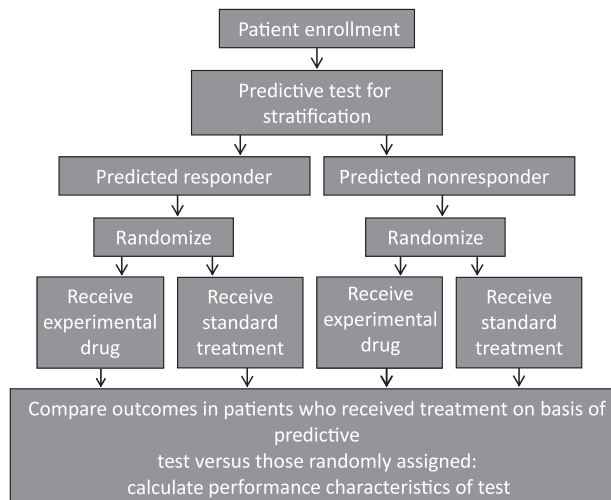 Patient enrollment
Predictive test for
stratification
Predicted responder
Predicted nonresponder
Randomize
Randomize
Receive
experimental
drug
Receive
standard
treatment
Receive
experimental
drug
Receive
standard
treatment
Compare outcomes in patients who received treatment on basis of
predictive
test versus those randomly assigned:
calculate performance characteristics of test